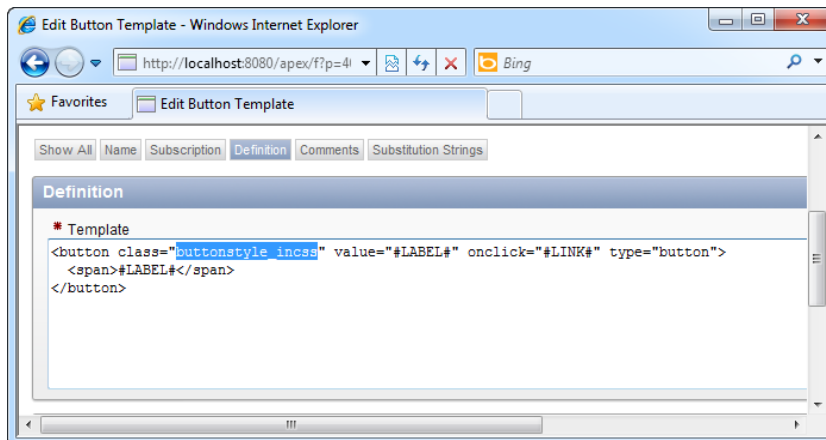 Edit Button Template - Windows Internet Explorer
http://localhost:8080/apex/f?p=4
Bing
Favorites
Edit Button Template
Show All Name Subscription Definition Comments Substitution Strings
Definition
* Template
<button class="buttonstyle_incss" value="#LABEL#" onclick="#LINK#" type="button">
<span>#LABEL#</span>
</button>